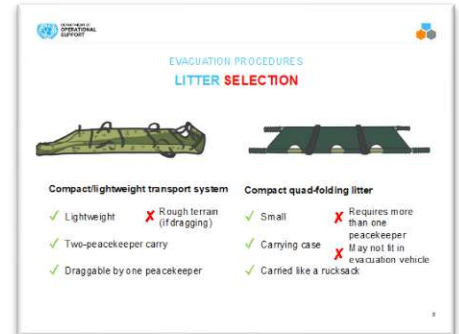 DEPARTMENT OF
OPERATIONAL
SUPPORT
EVACUATION PROCEDURES
LITTER SELECTION
Compact/lightweight transport system
✓ Lightweight
✗ Rough terrain
(if dragging)
✓ Two-peacekeeper carry
✓ Draggable by one peacekeeper
Compact quad-folding litter
✓ Small
✗ Requires more
than one
peacekeeper
✓ Carrying case
✗ May not fit in
evacuation vehicle
✓ Carried like a rucksack